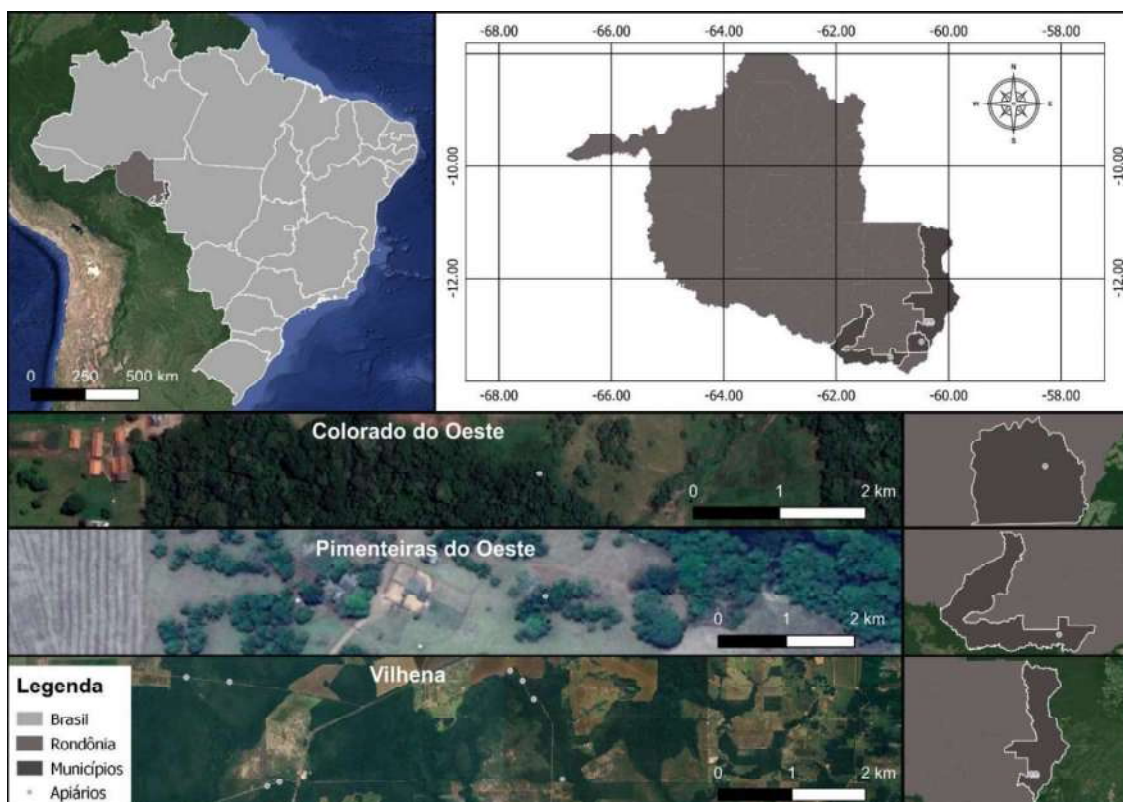 0 250 500 km
-68.00 -66.00 -64.00 -62.00 -60.00 -58.00
-10.00 -10.00
-12.00 -12.00
N
S
-68.00 -66.00 -64.00 -62.00 -60.00 -58.00
Colorado do Oeste
0 1 2 km
Pimenteiras do Oeste
0 1 2 km
Vilhena
0 1 2 km
Legenda
Brasil
Rondônia
Municípios
Apiários